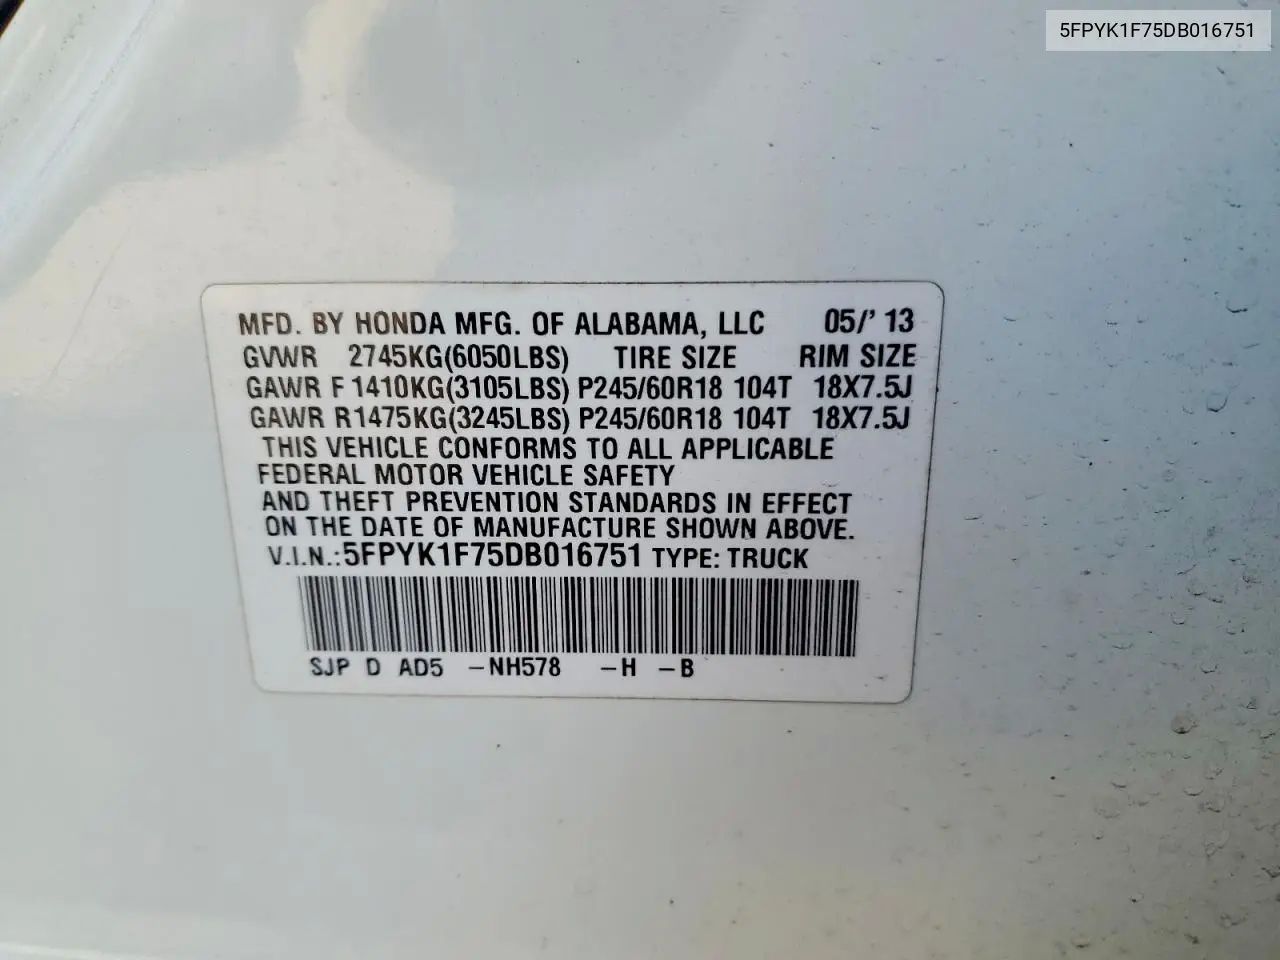 5FPYK1F75DB016751
MFD. BY HONDA MFG. OF ALABAMA, LLC 05/'13
GVWR 2745KG(6050LBS) TIRE SIZE RIM SIZE
GAWR F 1410KG(3105LBS) P245/60R18 104T 18X7.5J
GAWR R1475KG(3245LBS) P245/60R18 104T 18X7.5J
THIS VEHICLE CONFORMS TO ALL APPLICABLE
FEDERAL MOTOR VEHICLE SAFETY
AND THEFT PREVENTION STANDARDS IN EFFECT
ON THE DATE OF MANUFACTURE SHOWN ABOVE.
V.I.N.:5FPYK1F75DB016751 TYPE: TRUCK
SJP D AD5 -NH578 -H -B